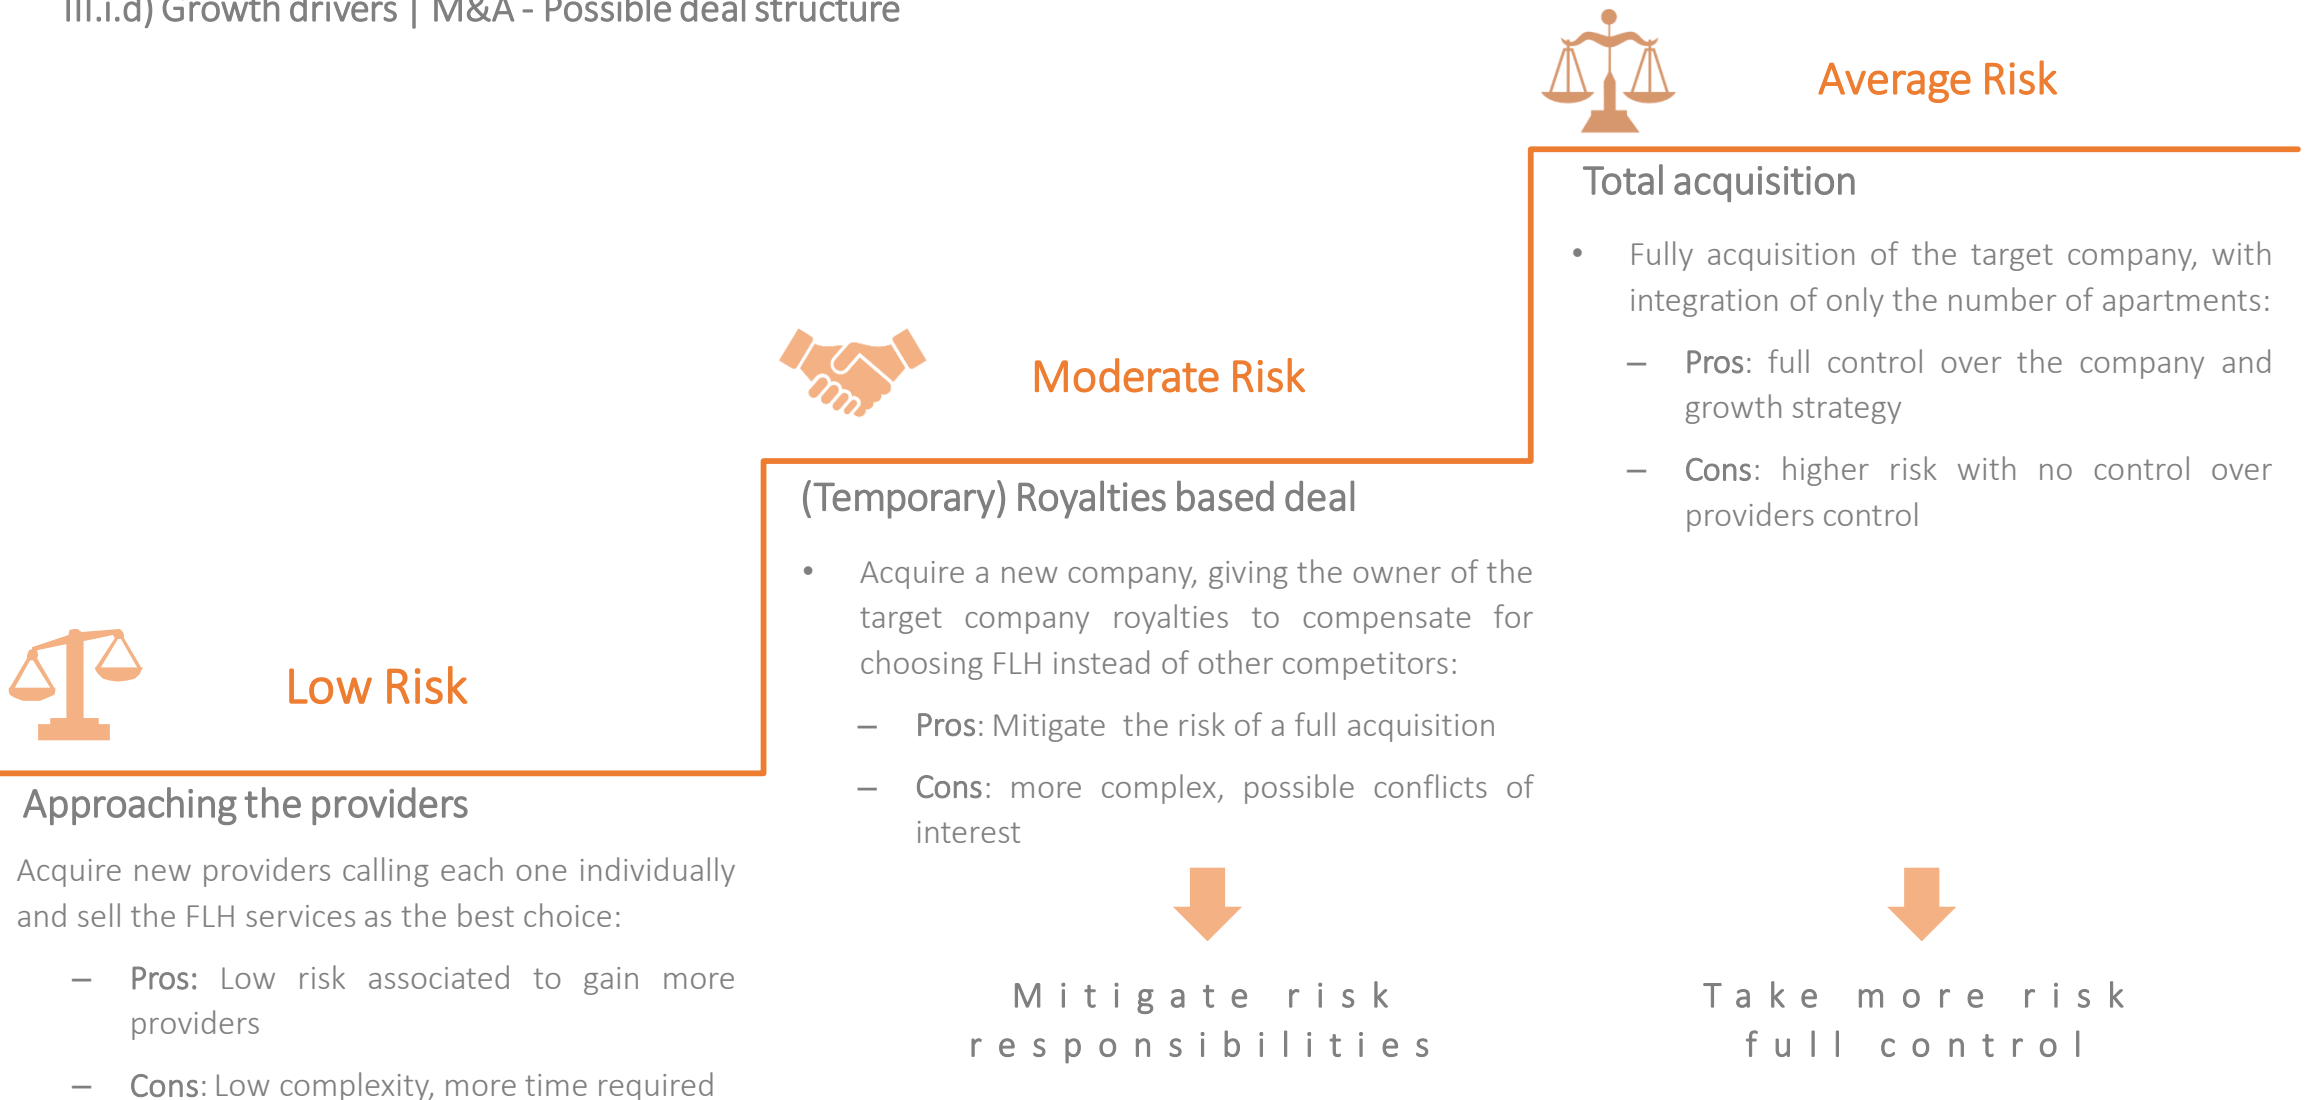 III.i.d) Growth drivers | M&A - Possible deal structure
Average Risk
Total acquisition
• Fully acquisition of the target company, with
integration of only the number of apartments:
– Pros: full control over the company and
growth strategy
– Cons: higher risk with no control over
providers control
Moderate Risk
(Temporary) Royalties based deal
• Acquire a new company, giving the owner of the
target company royalties to compensate for
choosing FLH instead of other competitors:
– Pros: Mitigate the risk of a full acquisition
– Cons: more complex, possible conflicts of
interest
Low Risk
Approaching the providers
Acquire new providers calling each one individually
and sell the FLH services as the best choice:
– Pros: Low risk associated to gain more
providers
– Cons: Low complexity, more time required
Mitigate risk
responsibilities
Take more risk
full control